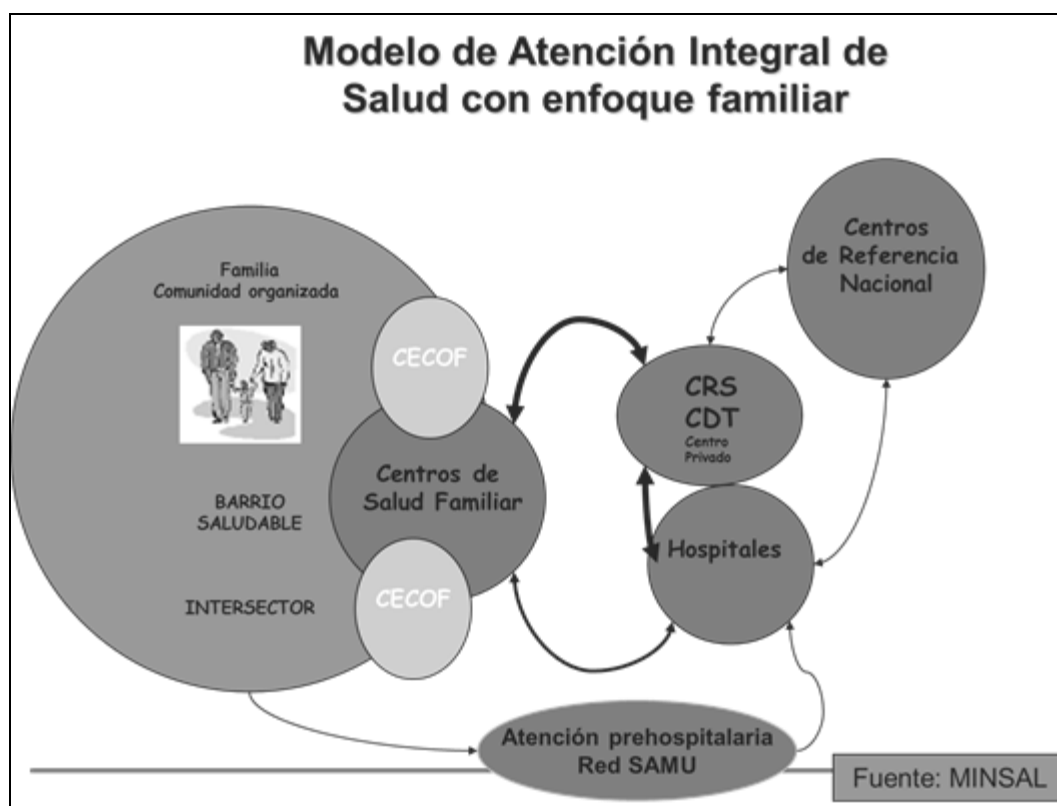 Modelo de Atención Integral de
Salud con enfoque familiar
Familia
Comunidad organizada
BARRIO
SALUDABLE
INTERSECTOR
CECOF
Centros de
Salud Familiar
CECOF
CRS
CDT
Centro
Privado
Hospitales
Centros
de Referencia
Nacional
Atención prehospitalaria
Red SAMU
Fuente: MINSAL